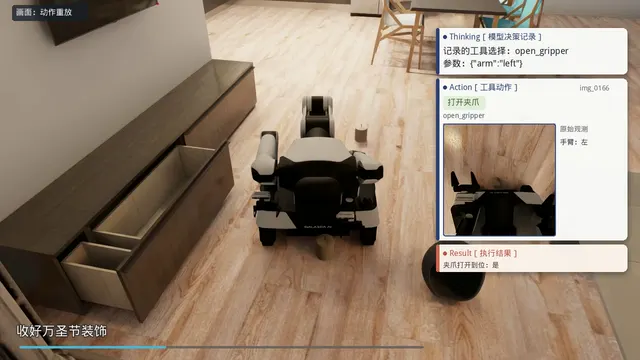 画面：动作重放
Thinking [ 模型决策记录 ]
记录的工具选择: open_gripper
参数: {"arm":"left"}
Action [ 工具动作 ]
img_0166
打开夹爪
open_gripper
原始观测
手臂: 左
Result [ 执行结果 ]
夹爪打开到位: 是
收好万圣节装饰